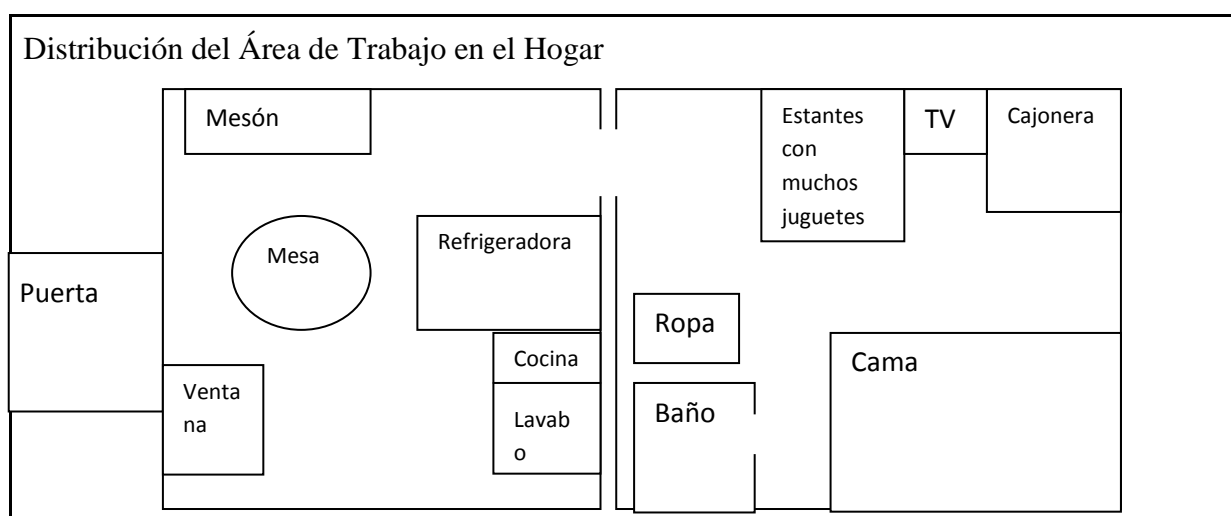 Distribución del Área de Trabajo en el Hogar
Mesón
Estantes
con
muchos
juguetes
TV
Cajonera
Mesa
Refrigeradora
Puerta
Ropa
Cocina
Cama
Venta
na
Lavab
o
Baño